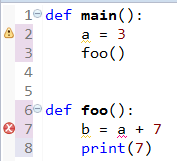 1 def main():
2     a = 3
3     foo()
4
5
6 def foo():
7     b = a + 7
8     print(7)